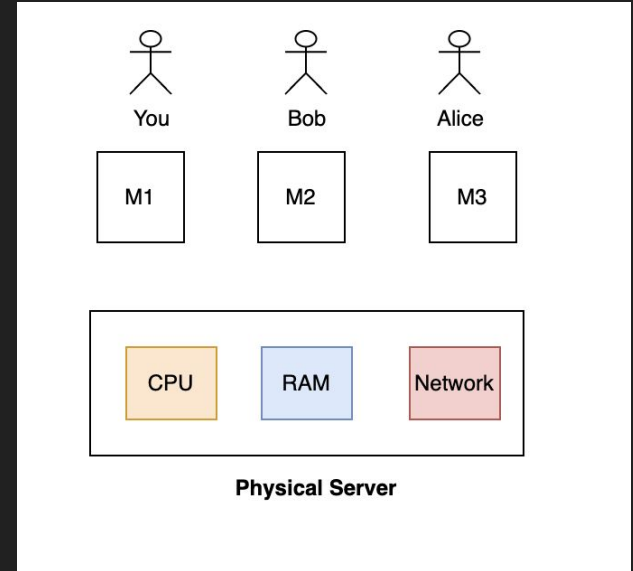 You Bob Alice
M1 M2 M3
CPU RAM Network
Physical Server